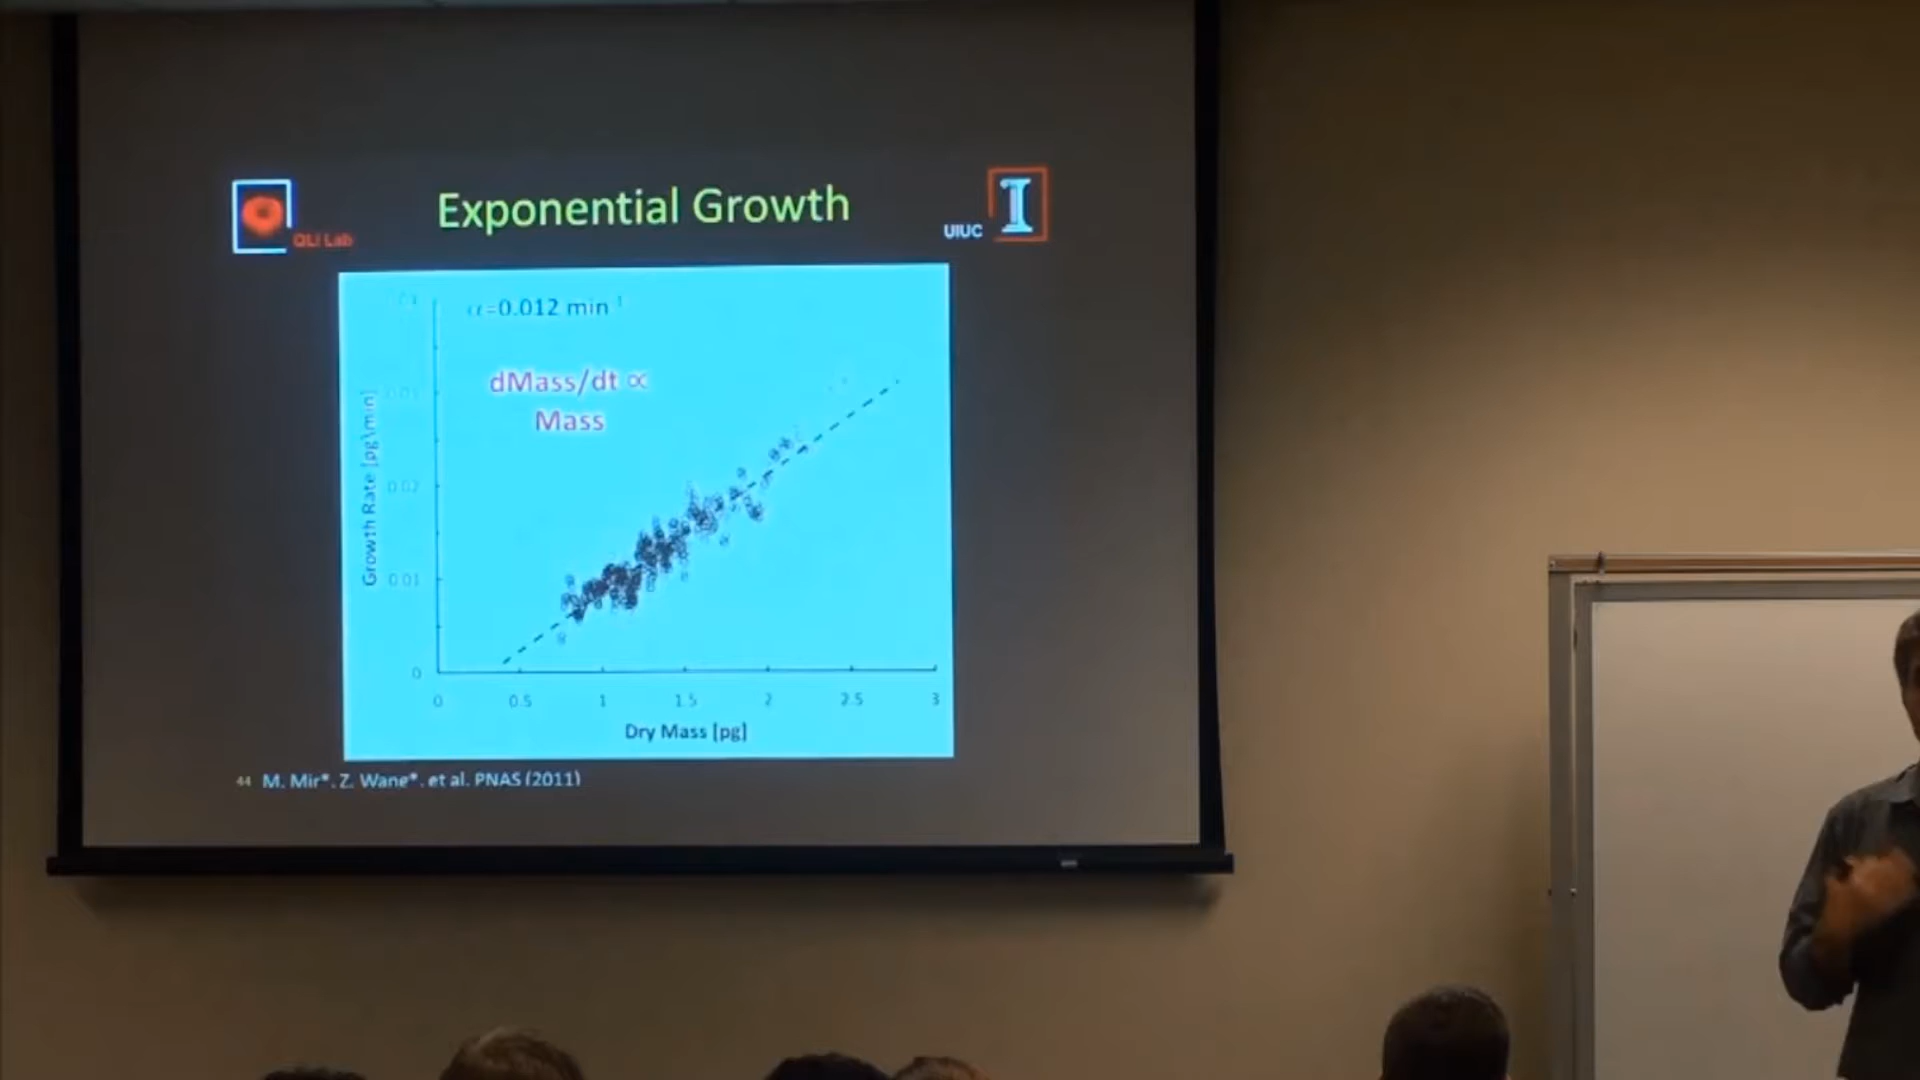 Exponential Growth
QLI Lab
UIUC
I
α=0.012 min⁻¹
dMass/dt ∝
Mass
Growth Rate [pg\min]
0.03
0.02
0.01
0
0 0.5 1 1.5 2 2.5 3
Dry Mass [pg]
44 M. Mir*, Z. Wang*, et al. PNAS (2011)